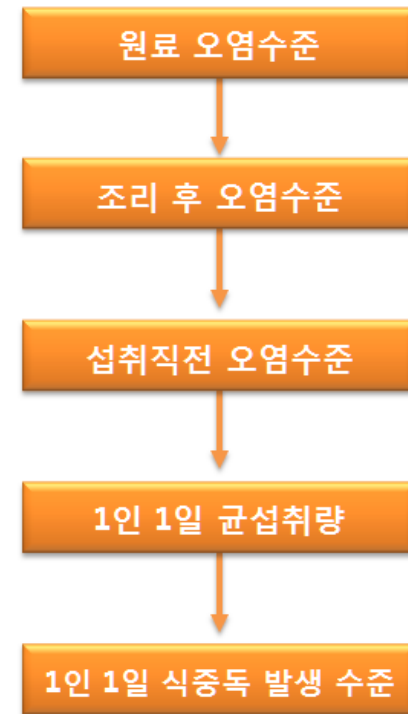 원료 오염수준
조리 후 오염수준
섭취직전 오염수준
1인 1일 균섭취량
1인 1일 식중독 발생 수준